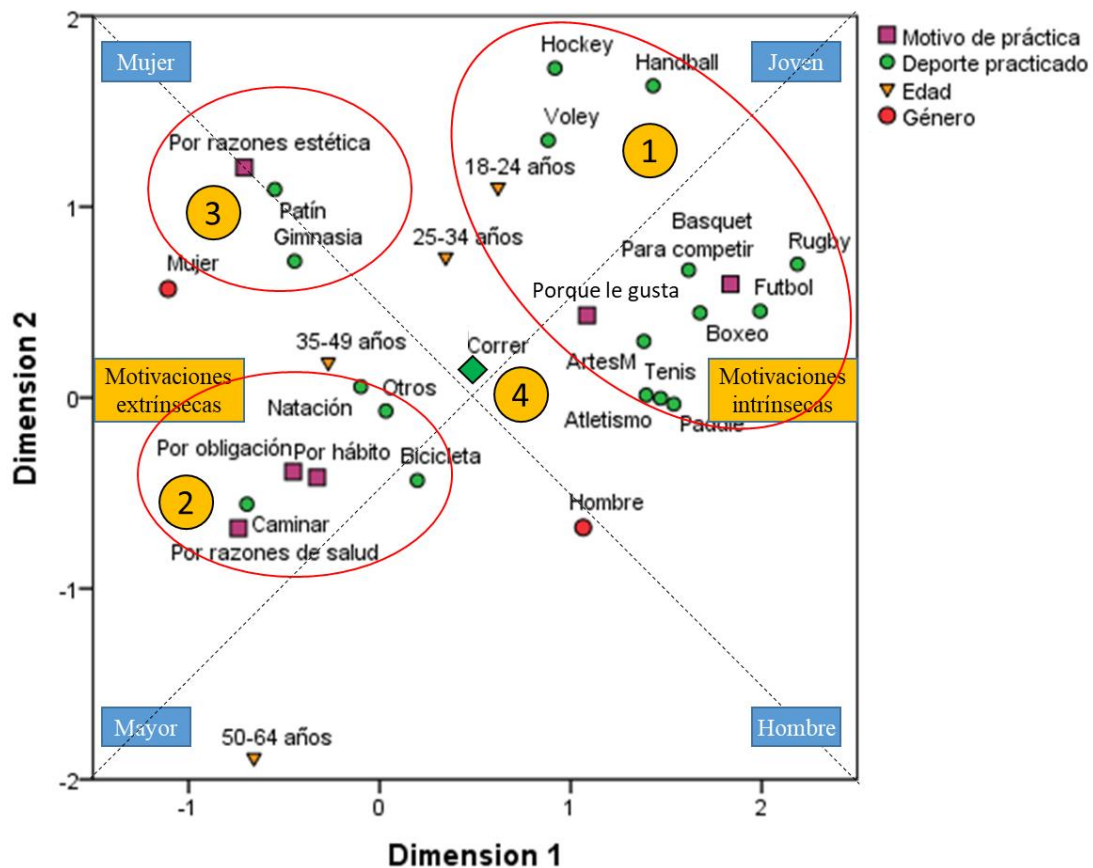 2
Mujer
Joven
Hockey
Handball
Voley
1
Motivo de práctica
Deporte practicado
Edad
Género
Por razones estética
18-24 años
1
3
Patín
Gimnasia
25-34 años
Basquet
Para competir
Rugby
Mujer
Porque le gusta
Futbol
Boxeo
35-49 años
Correr
ArtesM
Tenis
Motivaciones
extrínsecas
Motivaciones
intrínsecas
0
Otros
4
Natación
Atletismo
Paddle
Por obligación
Por hábito
Bicicleta
2
Caminar
Por razones de salud
Hombre
-1
Mayor
Hombre
50-64 años
-2
-1
0
1
2
Dimension 2
Dimension 1